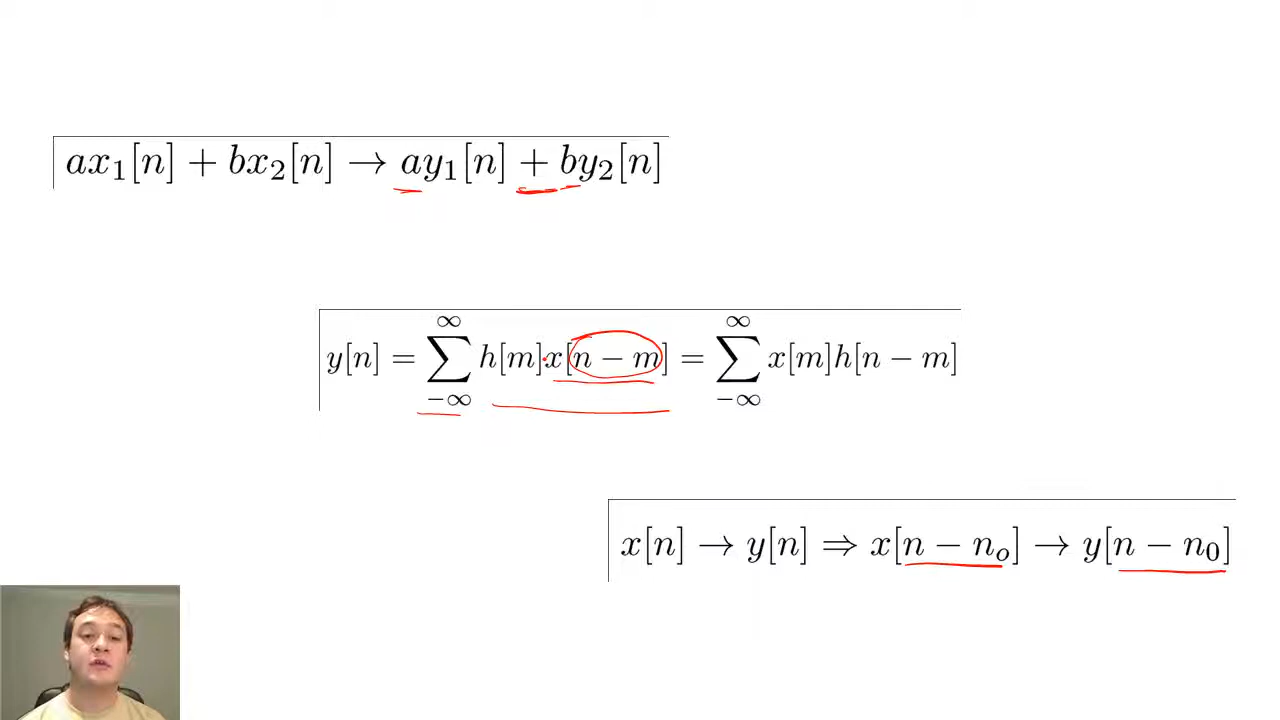 ax₁[n] + bx₂[n] → ay₁[n] + by₂[n]
y[n] = ∑_{−∞}^{∞} h[m]x[n − m] = ∑_{−∞}^{∞} x[m]h[n − m]
x[n] → y[n] ⇒ x[n − nₒ] → y[n − n₀]